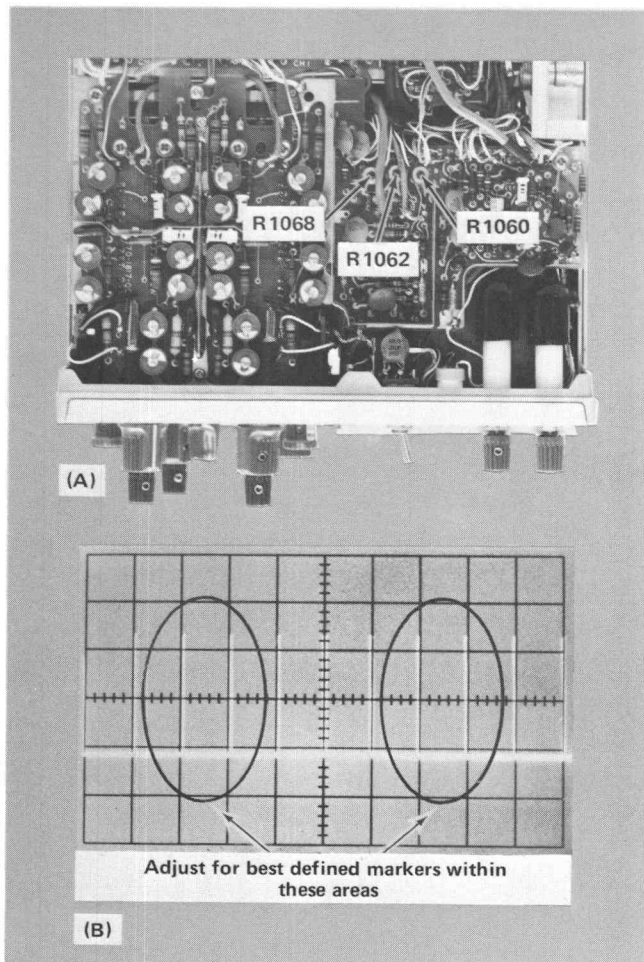 R1068
R1060
R1062
(A)
Adjust for best defined markers within
these areas
(B)